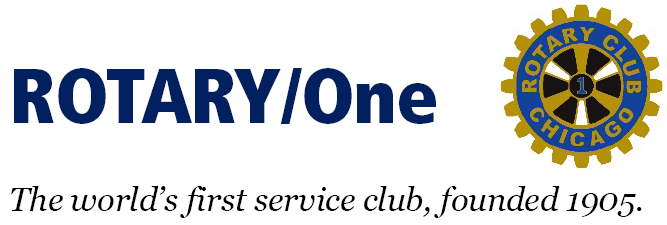 ROTARY/One
ROTARY CLUB
1
CHICAGO
The world’s first service club, founded 1905.